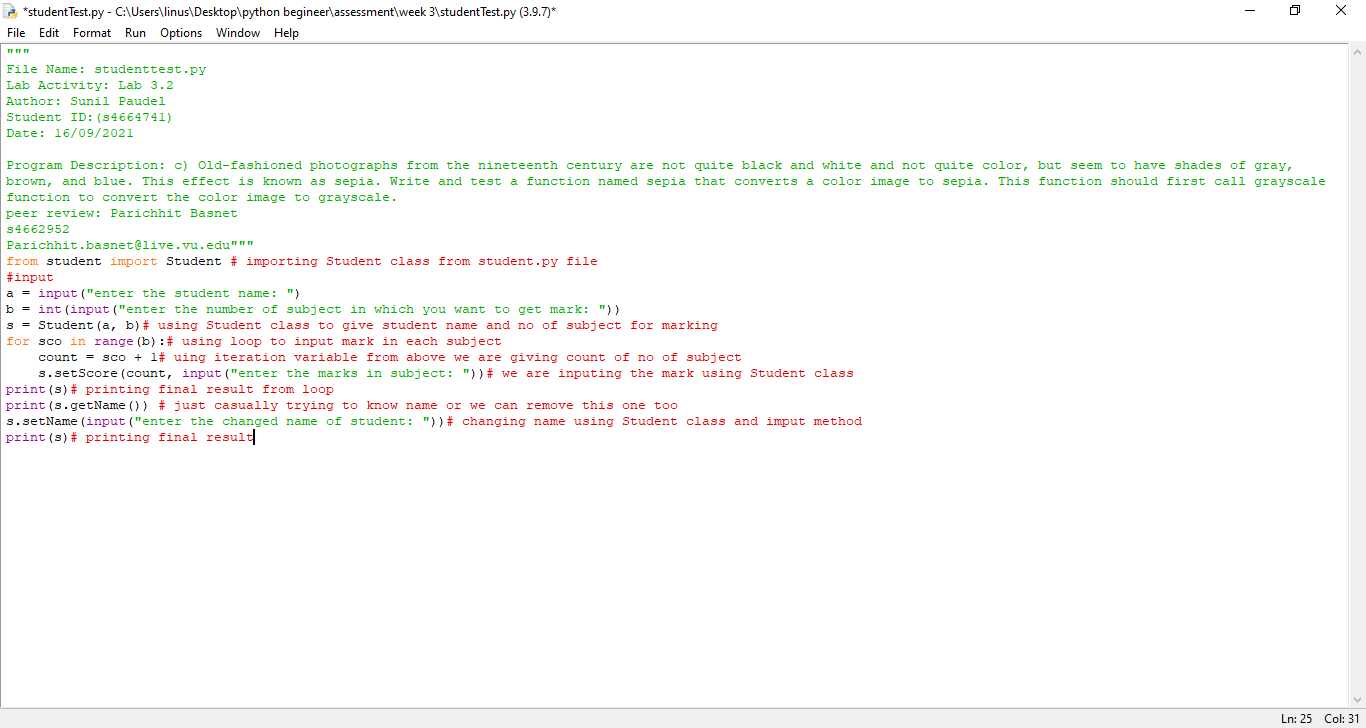 *studentTest.py - C:\Users\linus\Desktop\python begineer\assessment\week 3\studentTest.py (3.9.7)*
File Edit Format Run Options Window Help
"""
File Name: studenttest.py
Lab Activity: Lab 3.2
Author: Sunil Paudel
Student ID:(s4664741)
Date: 16/09/2021
Program Description: c) Old-fashioned photographs from the nineteenth century are not quite black and white and not quite color, but seem to have shades of gray,
brown, and blue. This effect is known as sepia. Write and test a function named sepia that converts a color image to sepia. This function should first call grayscale
function to convert the color image to grayscale.
peer review: Parichhit Basnet
s4662952
Parichhit.basnet@live.vu.edu"""
from student import Student # importing Student class from student.py file
#input
a = input("enter the student name: ")
b = int(input("enter the number of subject in which you want to get mark: "))
s = Student(a, b)# using Student class to give student name and no of subject for marking
for sco in range(b):# using loop to input mark in each subject
    count = sco + 1# uing iteration variable from above we are giving count of no of subject
    s.setScore(count, input("enter the marks in subject: "))# we are inputing the mark using Student class
print(s)# printing final result from loop
print(s.getName()) # just casually trying to know name or we can remove this one too
s.setName(input("enter the changed name of student: "))# changing name using Student class and imput method
print(s)# printing final result
Ln: 25 Col: 31